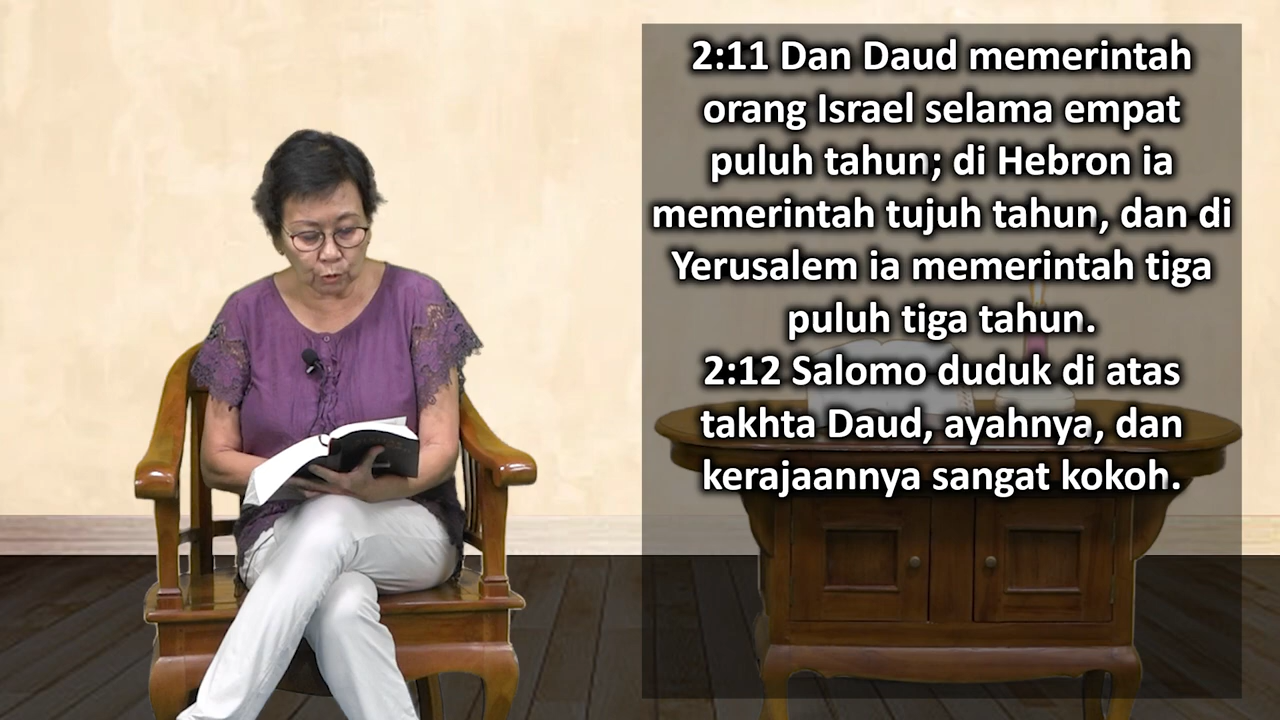 2:11 Dan Daud memerintah
orang Israel selama empat
puluh tahun; di Hebron ia
memerintah tujuh tahun, dan di
Yerusalem ia memerintah tiga
puluh tiga tahun.
2:12 Salomo duduk di atas
takhta Daud, ayahnya, dan
kerajaannya sangat kokoh.